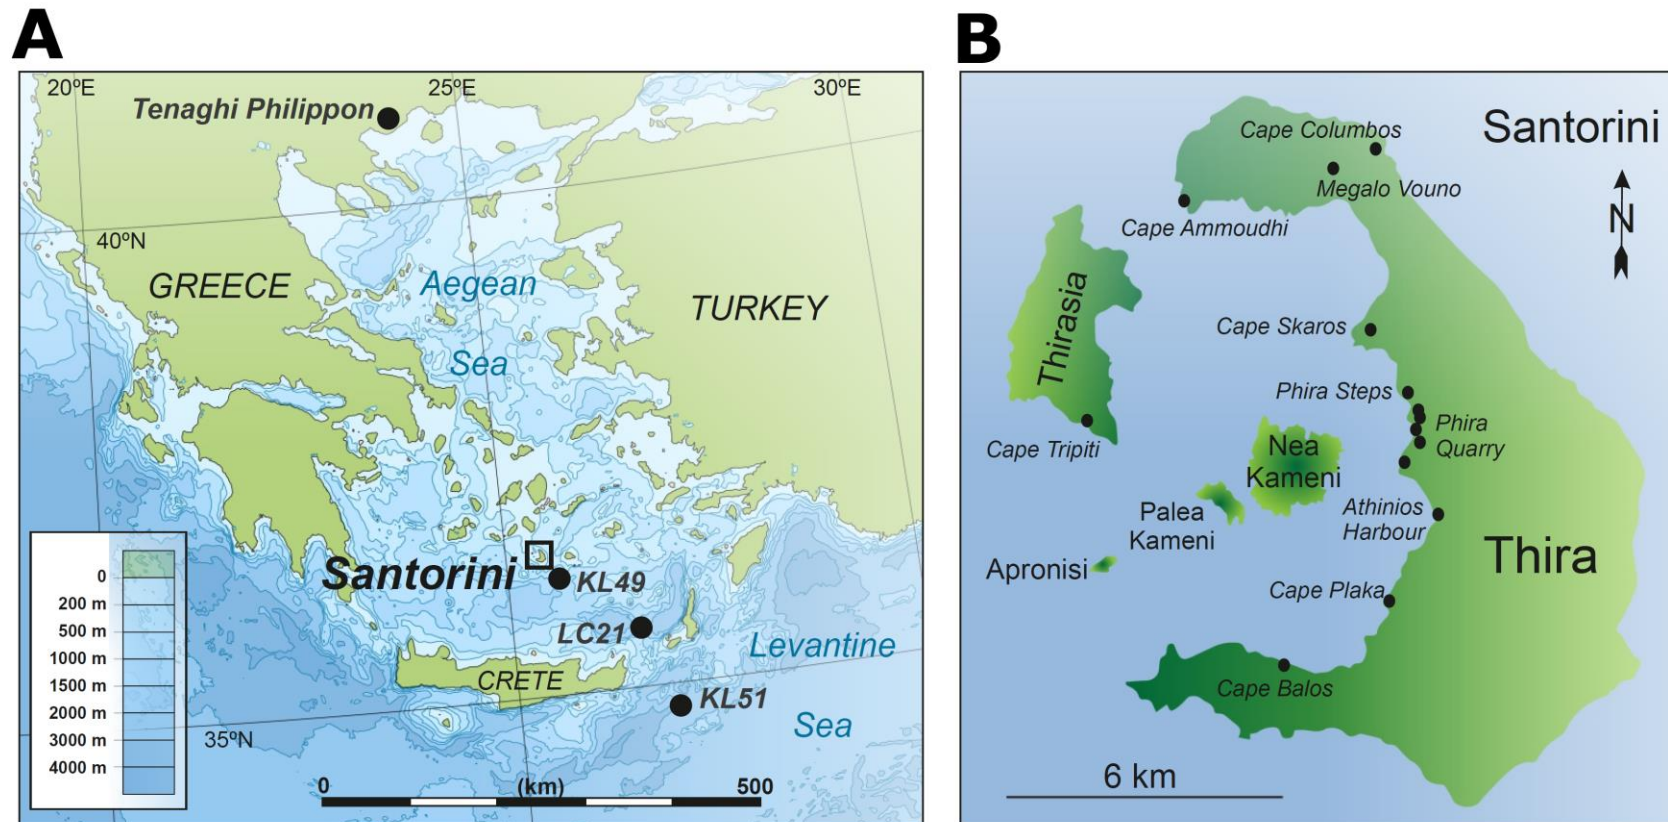 A
20ºE
25ºE
30ºE
Tenaghi Philippon
40ºN
GREECE
Aegean
Sea
TURKEY
Santorini
KL49
LC21
Levantine
Sea
CRETE
KL51
35ºN
0
200 m
500 m
1000 m
1500 m
2000 m
3000 m
4000 m
0
(km)
500
B
Santorini
N
Cape Columbos
Megalo Vouno
Cape Ammoudhi
Thirasia
Cape Skaros
Phira Steps
Phira
Quarry
Cape Tripiti
Nea
Kameni
Palea
Kameni
Athinios
Harbour
Apronisi
Thira
Cape Plaka
Cape Balos
6 km